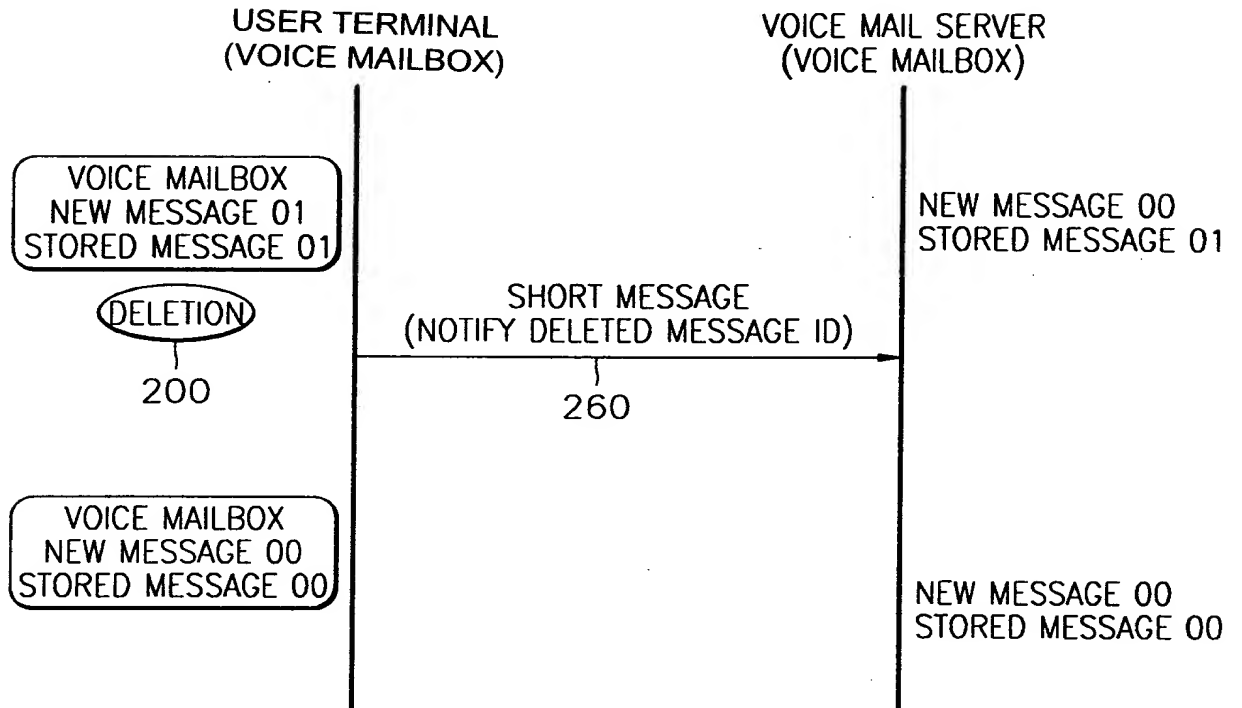 USER TERMINAL
(VOICE MAILBOX)
VOICE MAIL SERVER
(VOICE MAILBOX)
VOICE MAILBOX
NEW MESSAGE 01
STORED MESSAGE 01
NEW MESSAGE 00
STORED MESSAGE 01
DELETION
200
SHORT MESSAGE
(NOTIFY DELETED MESSAGE ID)
260
VOICE MAILBOX
NEW MESSAGE 00
STORED MESSAGE 00
NEW MESSAGE 00
STORED MESSAGE 00